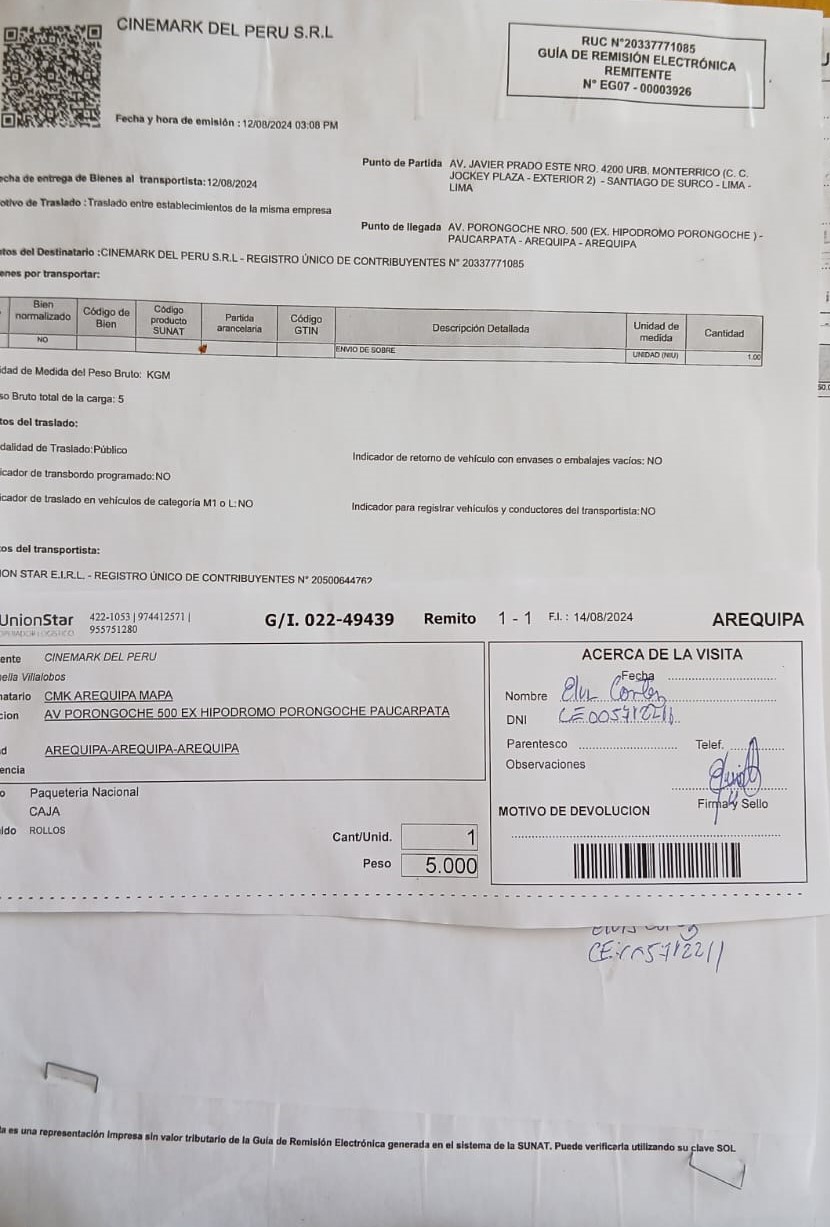 CINEMARK DEL PERU S.R.L
RUC N°20337771085
GUÍA DE REMISIÓN ELECTRÓNICA
REMITENTE
N° EG07 - 00003926
Fecha y hora de emisión : 12/08/2024 03:08 PM
echa de entrega de Bienes al transportista: 12/08/2024
otivo de Traslado : Traslado entre establecimientos de la misma empresa
Punto de Partida AV. JAVIER PRADO ESTE NRO. 4200 URB. MONTERRICO (C. C.
JOCKEY PLAZA - EXTERIOR 2) - SANTIAGO DE SURCO - LIMA -
LIMA
Punto de llegada AV. PORONGOCHE NRO. 500 (EX. HIPODROMO PORONGOCHE ) -
PAUCARPATA - AREQUIPA - AREQUIPA
tos del Destinatario :CINEMARK DEL PERU S.R.L - REGISTRO ÚNICO DE CONTRIBUYENTES N° 20337771085
enes por transportar:
Bien normalizado Código de Bien Código producto SUNAT Partida arancelaria Código GTIN Descripción Detallada Unidad de medida Cantidad
NO ENVIO DE SOBRE UNIDAD (NIU) 1.00
idad de Medida del Peso Bruto: KGM
so Bruto total de la carga: 5
tos del traslado:
dalidad de Traslado:Público
Indicador de retorno de vehículo con envases o embalajes vacíos: NO
icador de transbordo programado: NO
icador de traslado en vehículos de categoría M1 o L: NO
Indicador para registrar vehículos y conductores del transportista: NO
tos del transportista:
ION STAR E.I.R.L. - REGISTRO ÚNICO DE CONTRIBUYENTES N° 20500644762
UnionStar 422-1053 | 974412571 |
955751280
G/I. 022-49439 Remito 1 - 1 F.I. : 14/08/2024 AREQUIPA
ente CINEMARK DEL PERU
ella Villalobos
natario CMK AREQUIPA MAPA
cion AV PORONGOCHE 500 EX HIPODROMO PORONGOCHE PAUCARPATA
d AREQUIPA-AREQUIPA-AREQUIPA
encia
o Paqueteria Nacional
CAJA
ido ROLLOS
Cant/Unid. 1
Peso 5.000
ACERCA DE LA VISITA
Fecha
Nombre
DNI CE005712211
Parentesco Telef.
Observaciones
Firma y Sello
MOTIVO DE DEVOLUCION
ta es una representación impresa sin valor tributario de la Guía de Remisión Electrónica generada en el sistema de la SUNAT. Puede verificarla utilizando su clave SOL